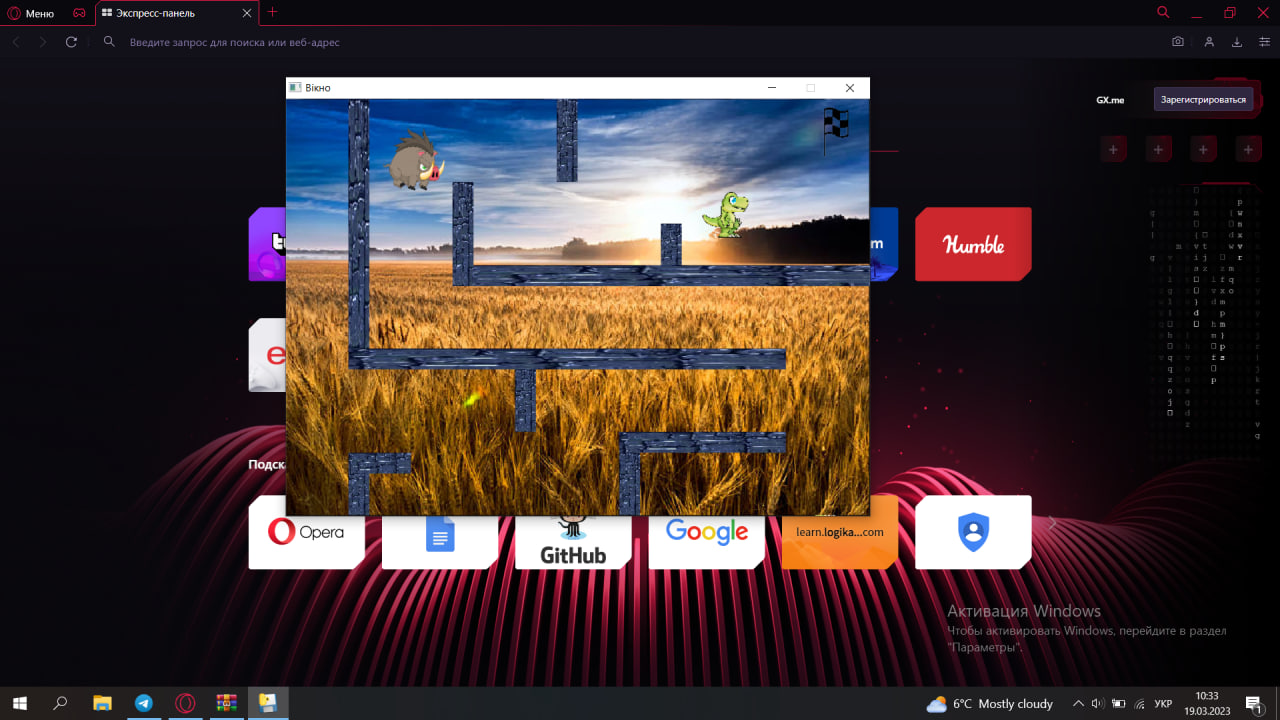 Меню
Экспресс-панель
Введите запрос для поиска или веб-адрес
Вікно
GX.me
Зарегистрироваться
Humble
Подск
Opera
GitHub
Google
learn.logika...com
Активация Windows
Чтобы активировать Windows, перейдите в раздел
"Параметры".
6°C Mostly cloudy
УКР
10:33
19.03.2023
1